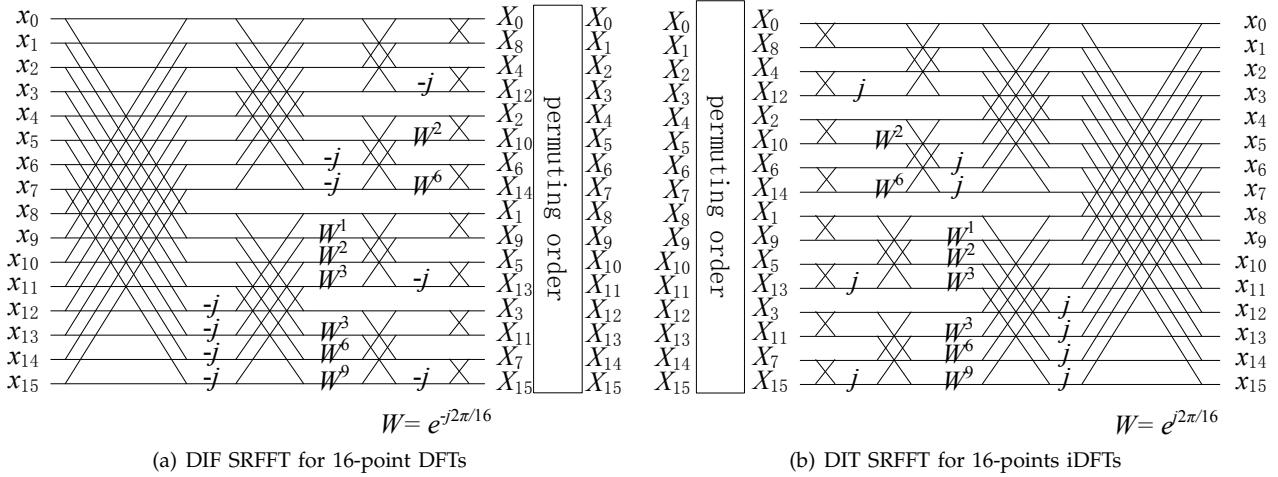 x0 X0 X0 X0 X0 x0
x1 X8 X1 X1 X8 x1
x2 X4 X2 X2 X4 j x2
x3 -j X12 X3 X3 X12 x3
x4 X2 X4 X4 X2 x4
x5 W2 X10 X5 X5 X10 W2 x5
x6 -j X6 X6 X6 X6 j x6
x7 -j W6 X14 X7 X7 X14 W6 j x7
x8 X1 X8 X8 X1 x8
x9 W1 X9 X9 X9 X9 W1 x9
x10 W2 X5 X10 X10 X5 W2 x10
x11 W3 -j X13 X11 X11 X13 j W3 x11
x12 -j X3 X12 X12 X3 j x12
x13 -j W3 X11 X13 X13 X11 W3 j x13
x14 -j W6 X7 X14 X14 X7 W6 j x14
x15 -j W9 -j X15 X15 X15 X15 j W9 j x15
permuting order
permuting order
W= e-j2π/16
W= ej2π/16
(a) DIF SRFFT for 16-point DFTs
(b) DIT SRFFT for 16-points iDFTs